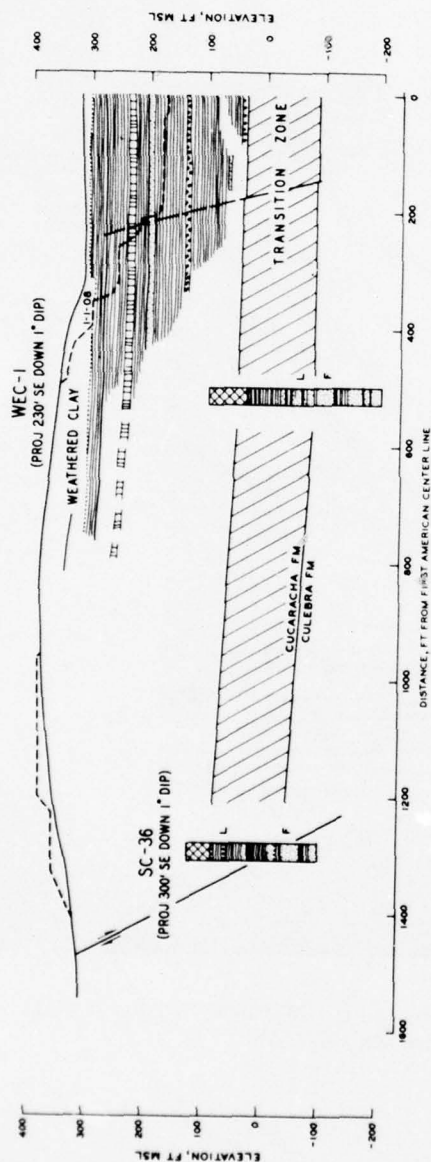 ELEVATION, FT MSL
400
300
200
100
0
-100
-200
WEC-1
(PROJ 230' SE DOWN 1° DIP)
SC-36
(PROJ 300' SE DOWN 1° DIP)
WEATHERED CLAY
1-1-08
TRANSITION ZONE
CUCARACHA FM
CULEBRA FM
L
F
L
F
ELEVATION, FT MSL
400
300
200
100
0
-100
1600
1400
1200
1000
800
600
400
200
0
DISTANCE, FT FROM FIRST AMERICAN CENTER LINE